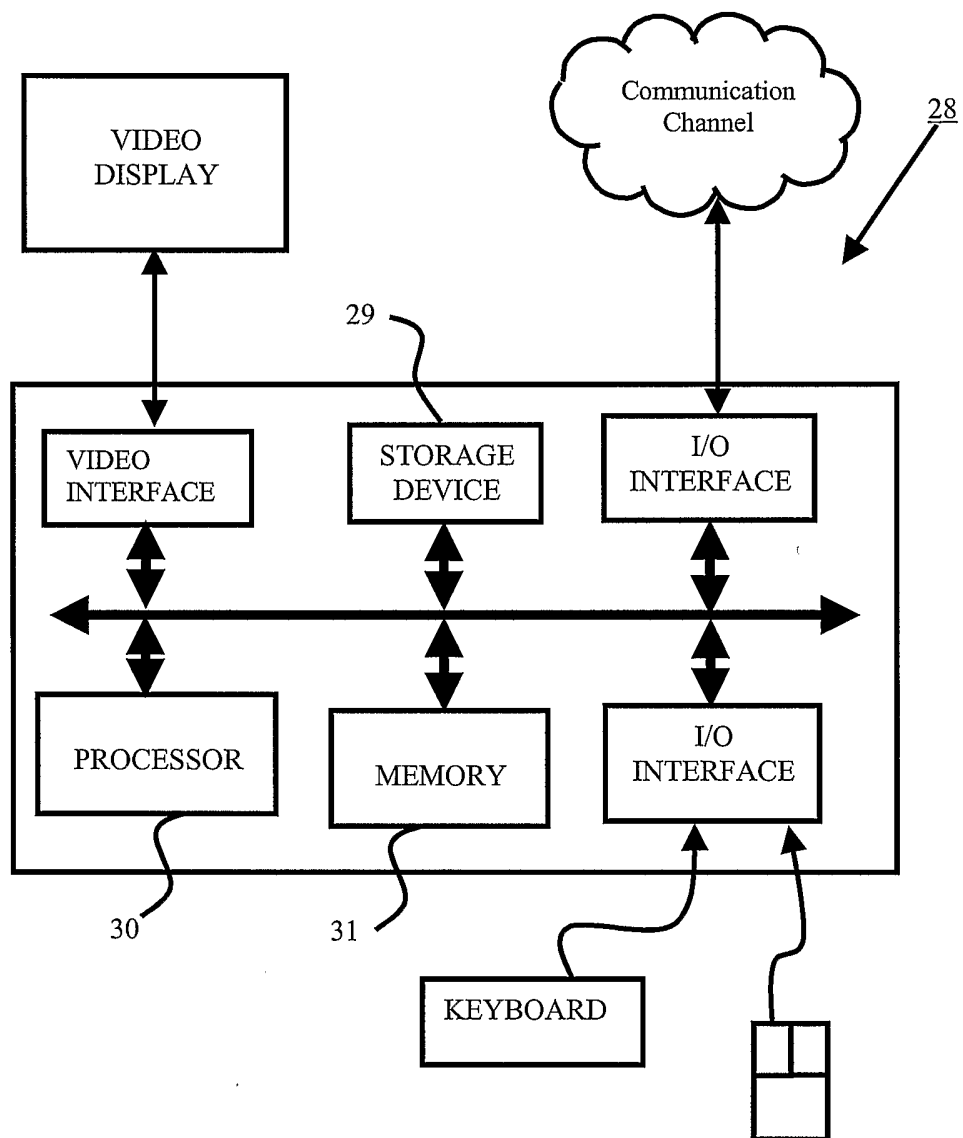 VIDEO
DISPLAY
Communication
Channel
28
29
VIDEO
INTERFACE
STORAGE
DEVICE
I/O
INTERFACE
PROCESSOR
MEMORY
I/O
INTERFACE
30
31
KEYBOARD